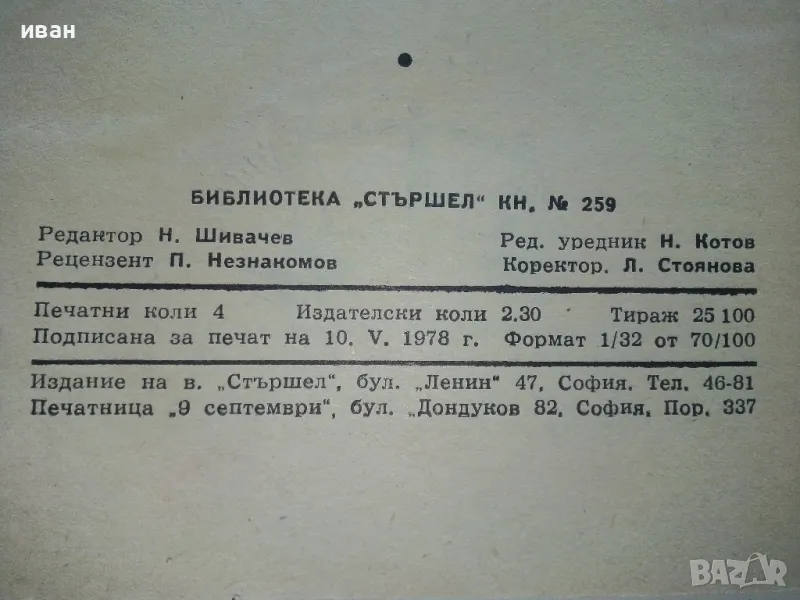 иван
БИБЛИОТЕКА „СТЪРШЕЛ" КН. № 259
Редактор Н. Шивачев Ред. уредник Н. Котов
Рецензент П. Незнакомов Коректор. Л. Стоянова
Печатни коли 4 Издателски коли 2.30 Тираж 25 100
Подписана за печат на 10. V. 1978 г. Формат 1/32 от 70/100
Издание на в. „Стършел", бул. „Ленин" 47, София. Тел. 46-81
Печатница „9 септември", бул. „Дондуков 82, София, Пор. 337
BAZAR